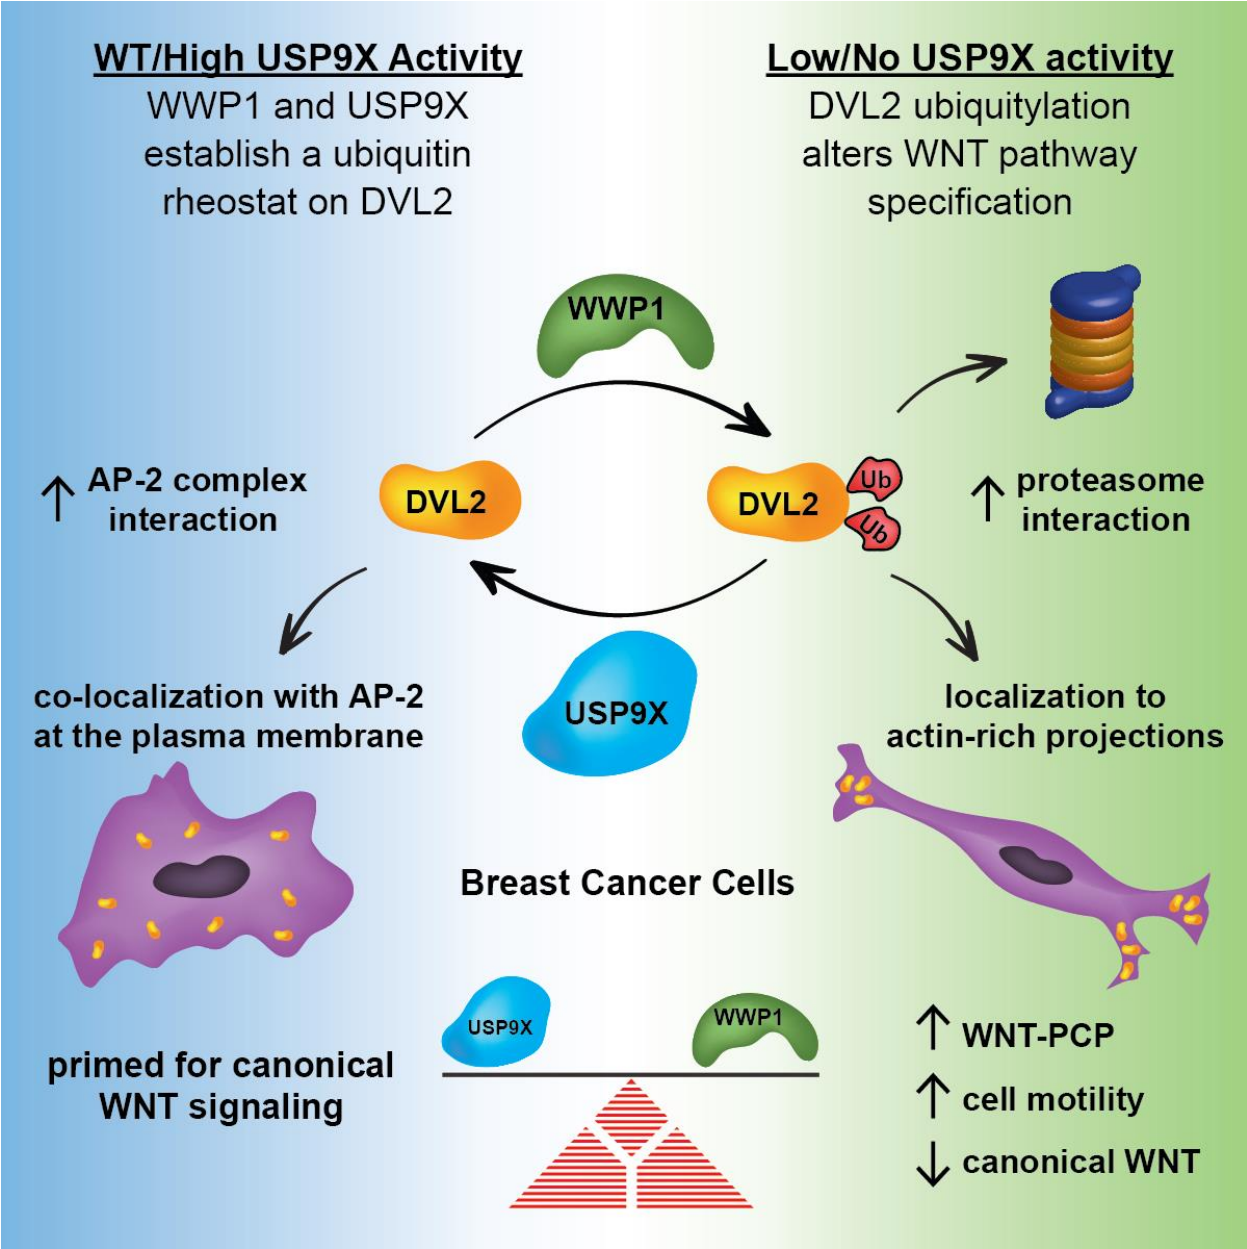 WT/High USP9X Activity
WWP1 and USP9X
establish a ubiquitin
rheostat on DVL2
Low/No USP9X activity
DVL2 ubiquitylation
alters WNT pathway
specification
WWP1
↑ AP-2 complex
interaction
DVL2
DVL2
Ub
Ub
↑ proteasome
interaction
USP9X
co-localization with AP-2
at the plasma membrane
localization to
actin-rich projections
Breast Cancer Cells
USP9X
WWP1
primed for canonical
WNT signaling
↑ WNT-PCP
↑ cell motility
↓ canonical WNT